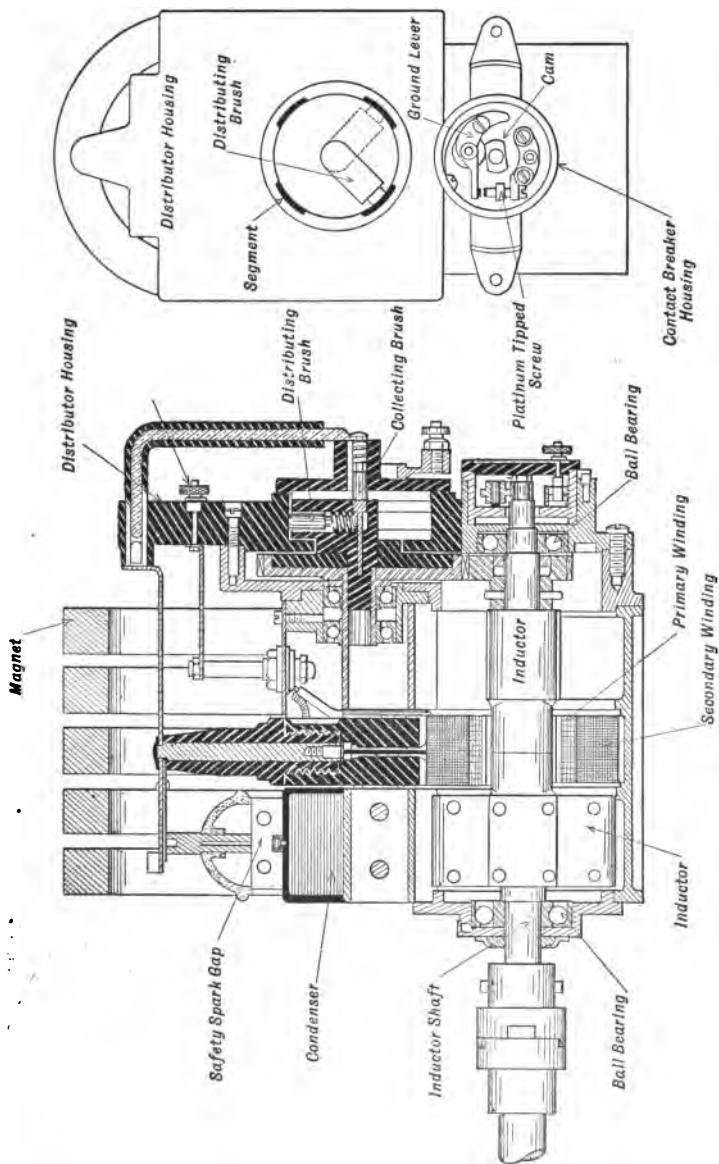 Magnet
Distributor Housing
Distributing
Brush
Collecting Brush
Safety Spark Gap
Condenser
Inductor Shaft
Ball Bearing
Inductor
Inductor
Primary Winding
Secondary Winding
Ball Bearing
Distributor Housing
Segment
Distributing
Brush
Ground Lever
Cam
Platinum Tipped
Screw
Contact Breaker
Housing